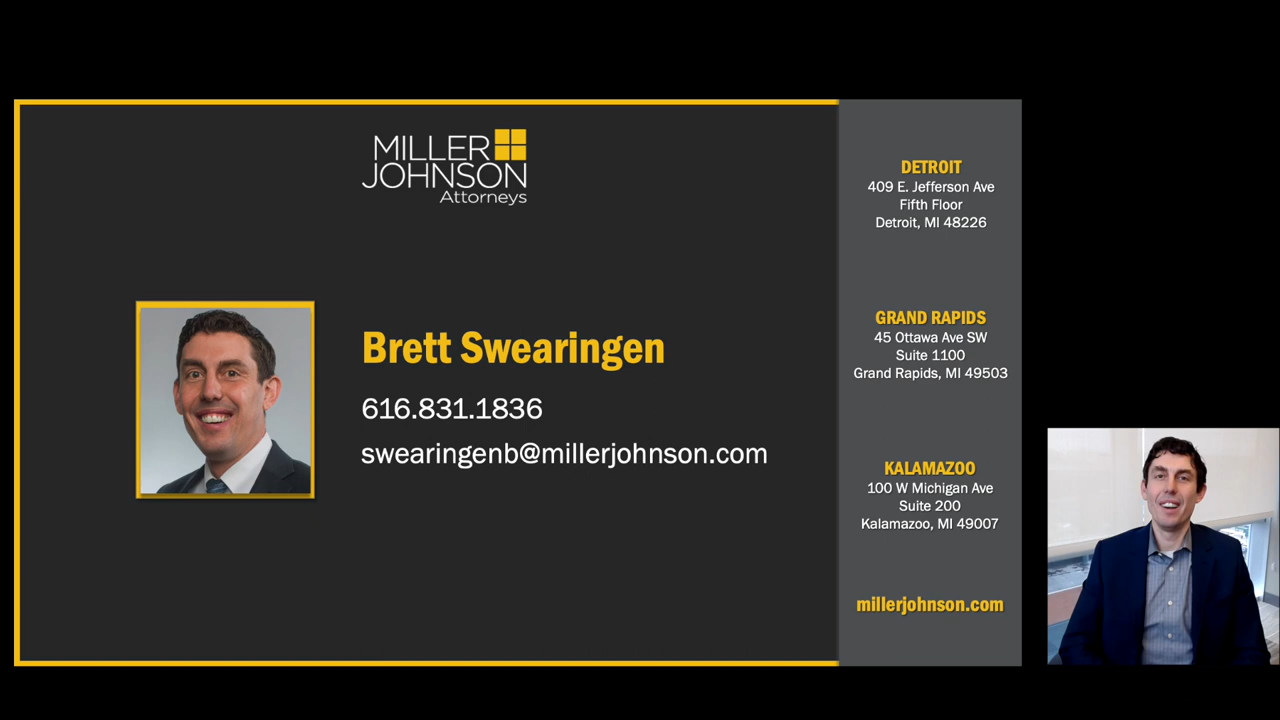 MILLER
JOHNSON
Attorneys
Brett Swearingen
616.831.1836
swearingenb@millerjohnson.com
DETROIT
409 E. Jefferson Ave
Fifth Floor
Detroit, MI 48226
GRAND RAPIDS
45 Ottawa Ave SW
Suite 1100
Grand Rapids, MI 49503
KALAMAZOO
100 W Michigan Ave
Suite 200
Kalamazoo, MI 49007
millerjohnson.com